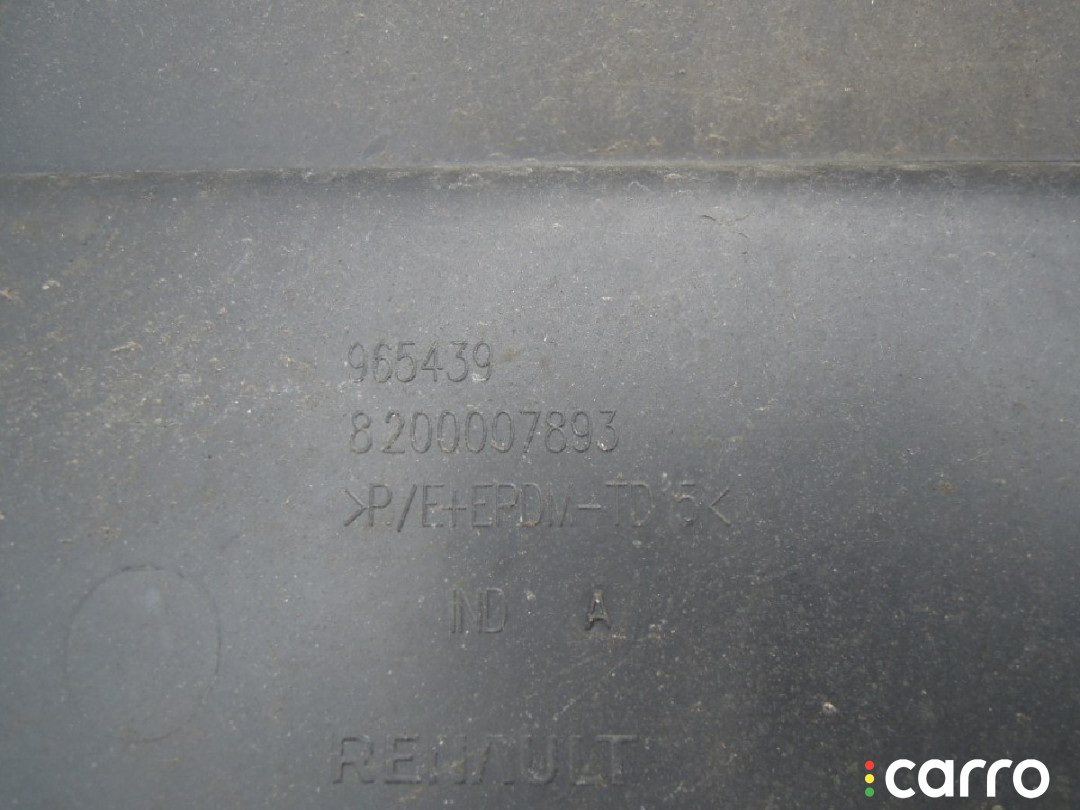 965439
8200007893
>P./E+EPDM-TD 5<
IND A
RENAULT
carro